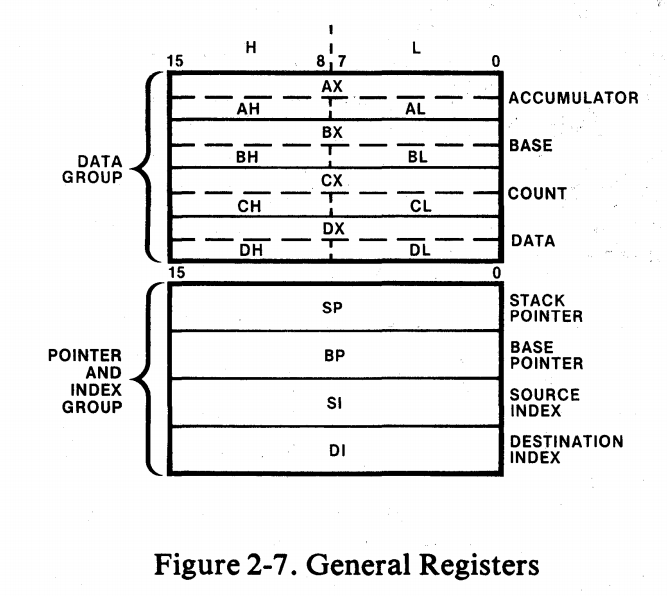 H L
15 8 7 0
AX
AH AL ACCUMULATOR
BX
BH BL BASE
CX
CH CL COUNT
DX
DH DL DATA
DATA
GROUP
15 0
SP
STACK
POINTER
BP
BASE
POINTER
SI
SOURCE
INDEX
DI
DESTINATION
INDEX
POINTER
AND
INDEX
GROUP
Figure 2-7. General Registers